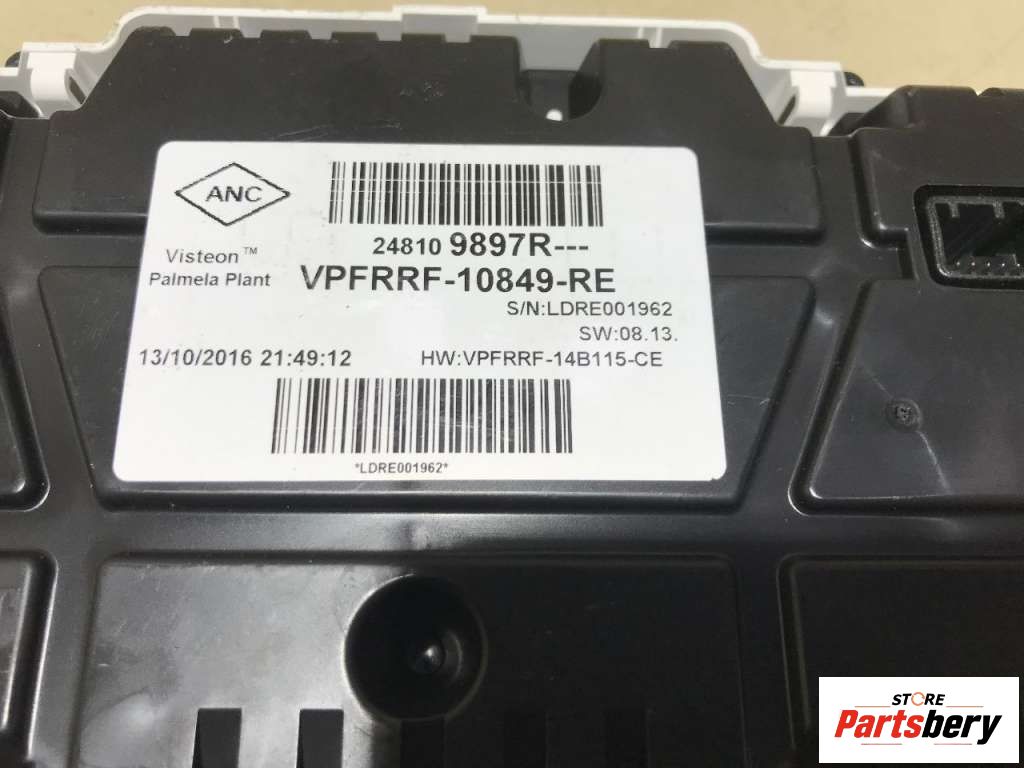 ANC
Visteon™
Palmela Plant
24810 9897R---
VPFRRF-10849-RE
S/N:LDRE001962
SW:08.13.
13/10/2016 21:49:12 HW:VPFRRF-14B115-CE
*LDRE001962*
STORE
Partsbery